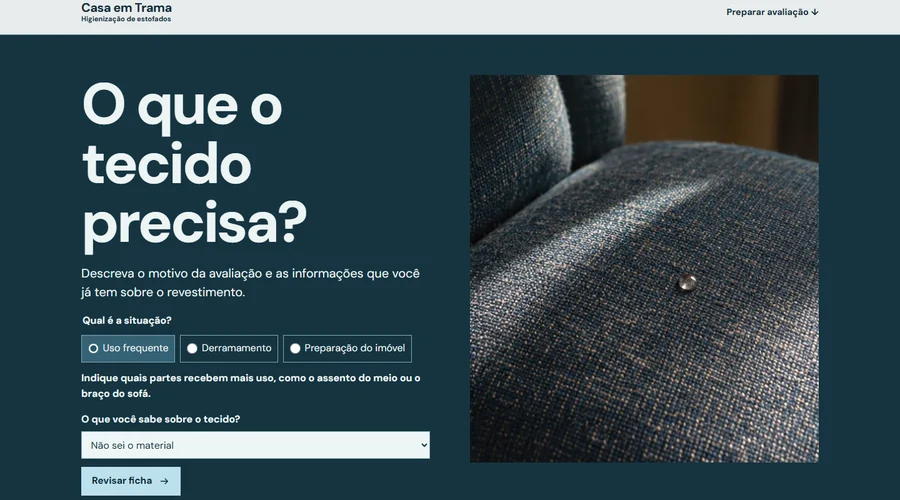 Casa em Trama
Higienização de estofados
Preparar avaliação ↓
O que o
tecido
precisa?
Descreva o motivo da avaliação e as informações que você
já tem sobre o revestimento.
Qual é a situação?
Uso frequente
Derramamento
Preparação do imóvel
Indique quais partes recebem mais uso, como o assento do meio ou o
braço do sofá.
O que você sabe sobre o tecido?
Não sei o material
Revisar ficha →